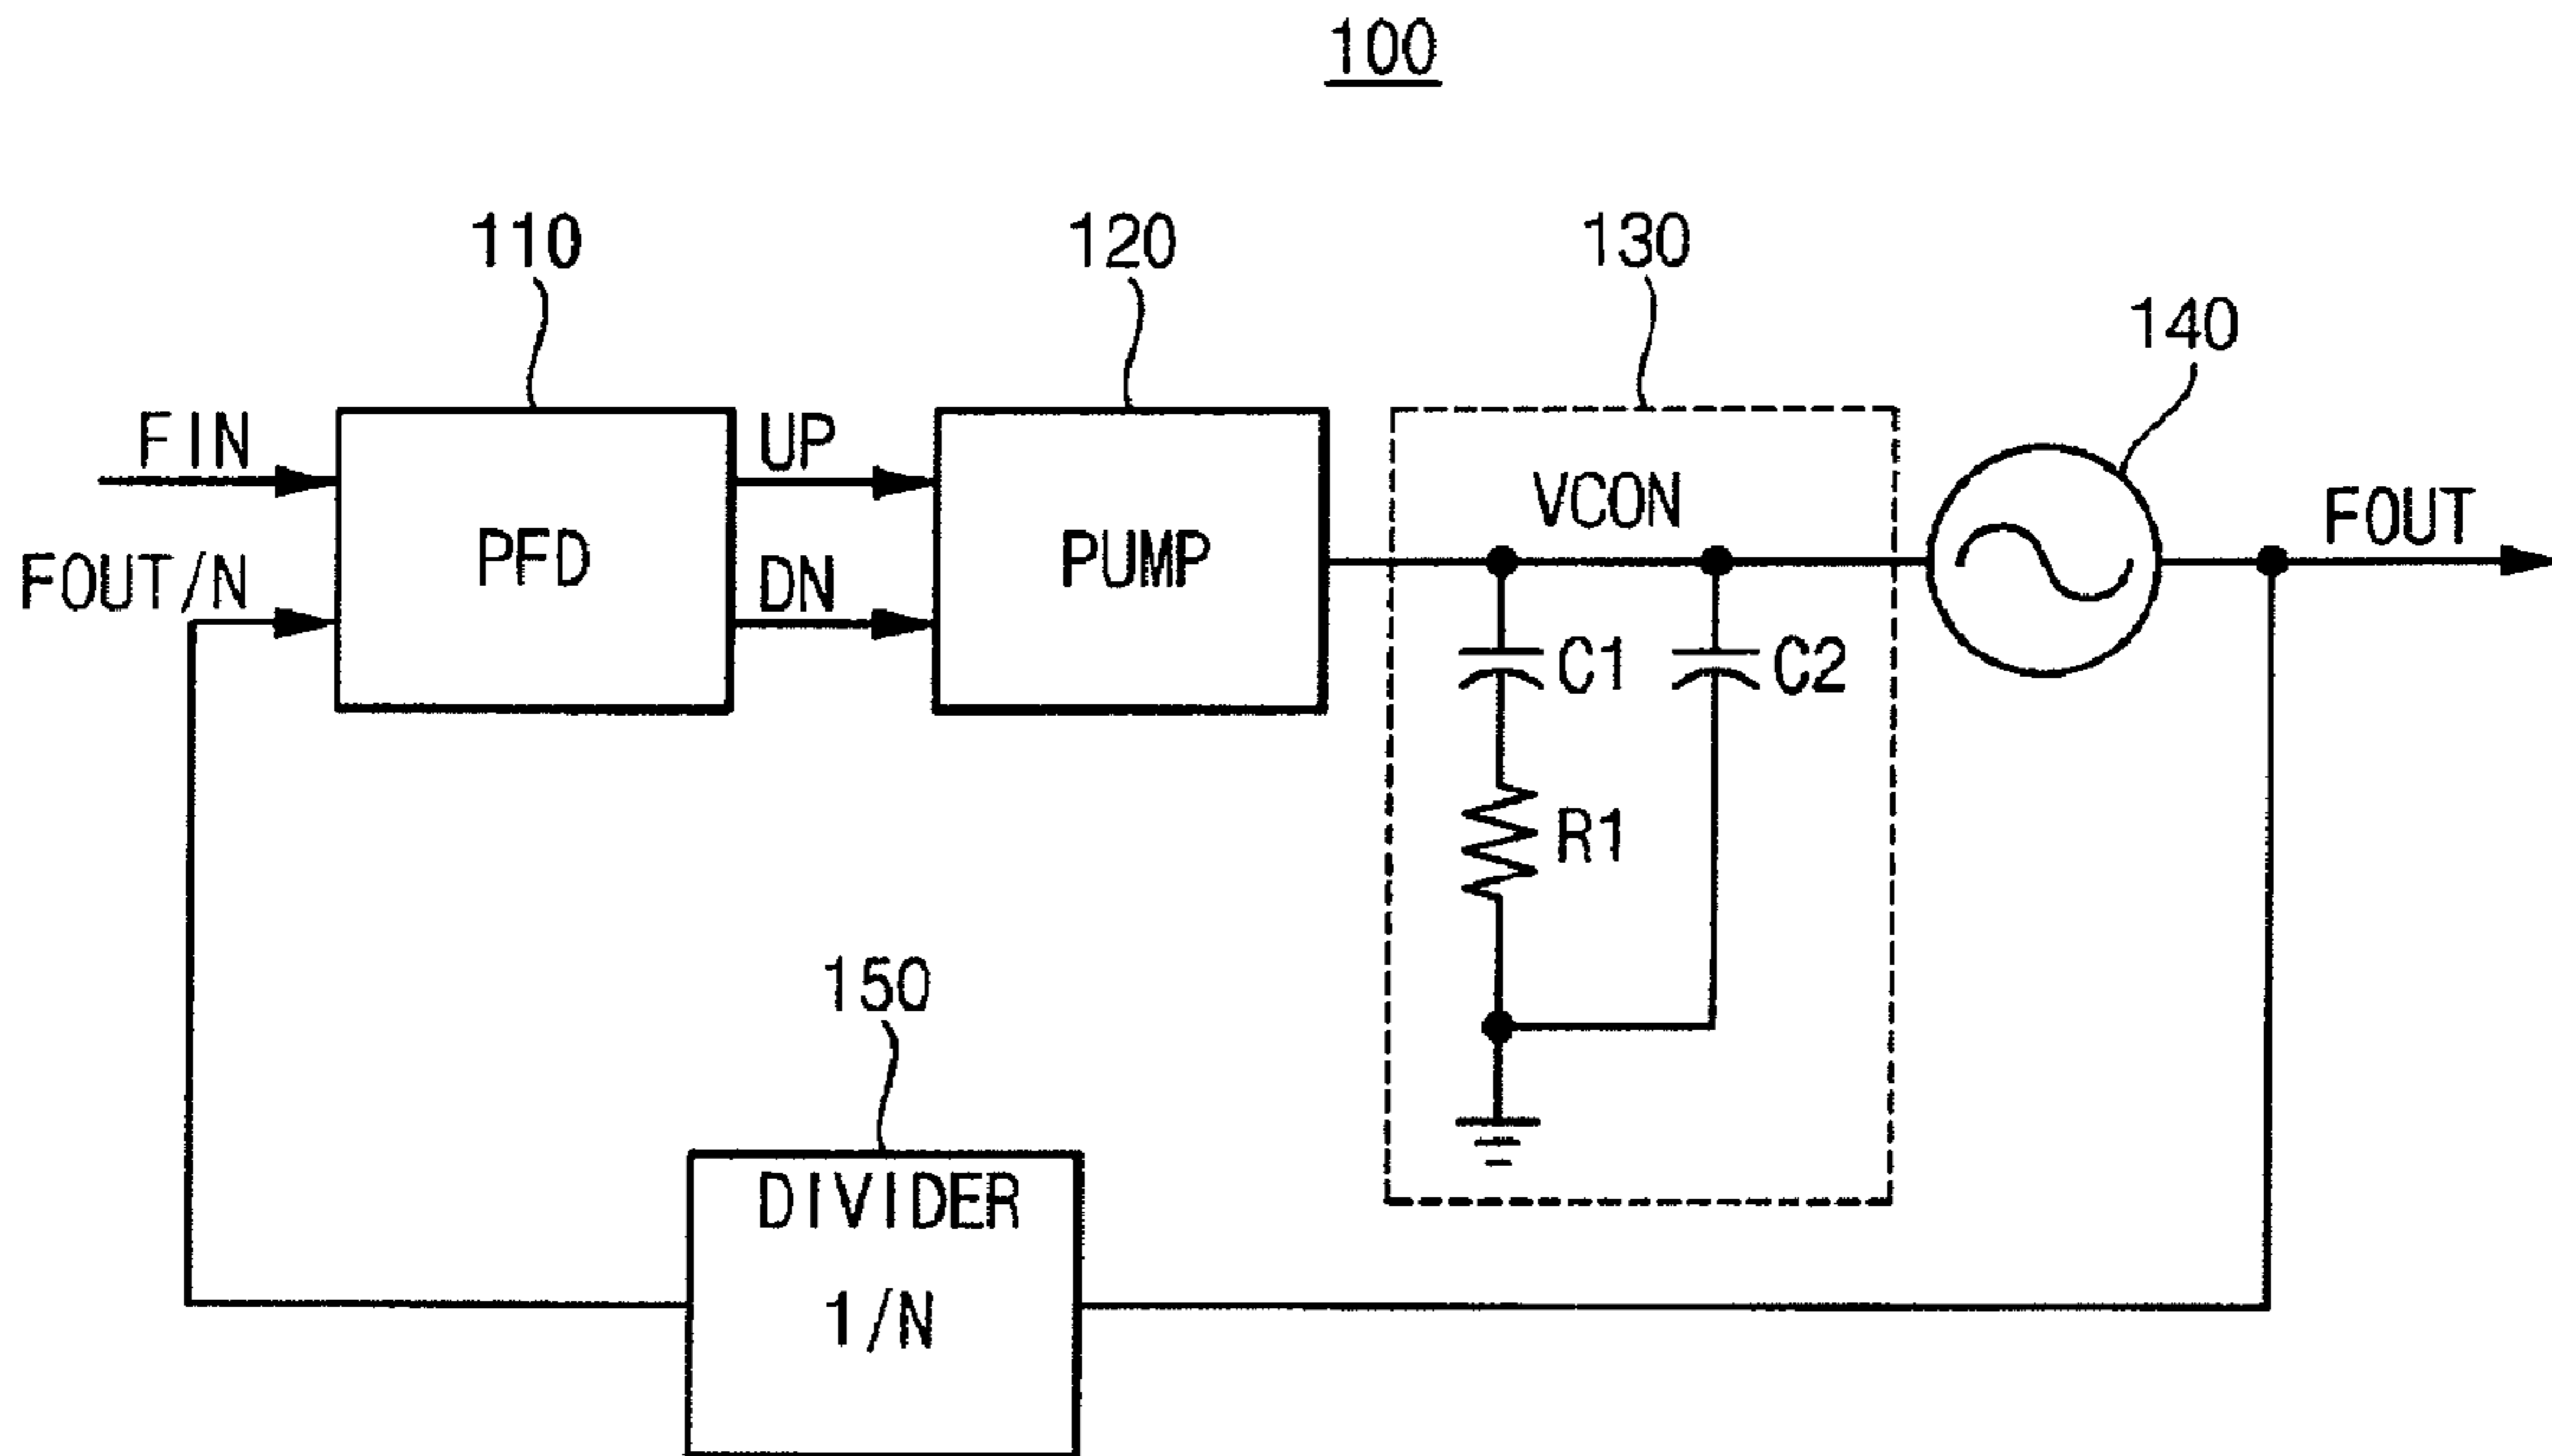 100
110
120
130
140
FIN
FOUT/N
PFD
UP
DN
PUMP
VCON
C1
C2
R1
FOUT
150
DIVIDER
1/N